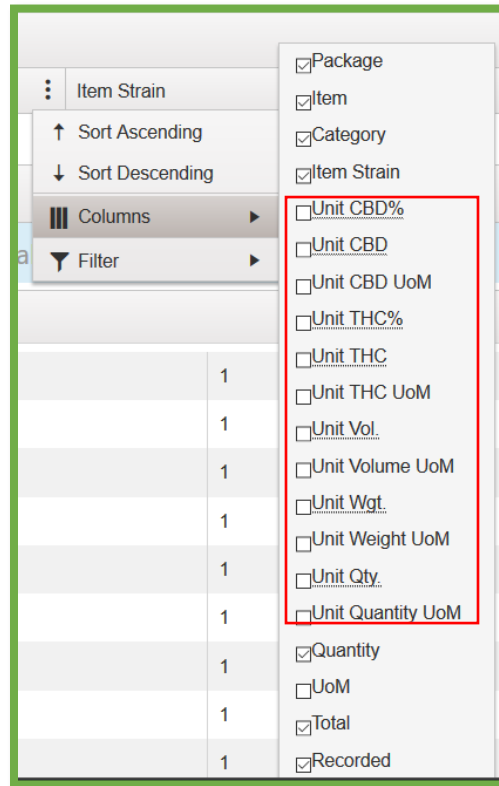 Item Strain
Sort Ascending
Sort Descending
Columns
Filter
a
Package
Item
Category
Item Strain
Unit CBD%
Unit CBD
Unit CBD UoM
Unit THC%
Unit THC
Unit THC UoM
Unit Vol.
Unit Volume UoM
Unit Wgt.
Unit Weight UoM
Unit Qty.
Unit Quantity UoM
Quantity
UoM
Total
Recorded
1
1
1
1
1
1
1
1
1